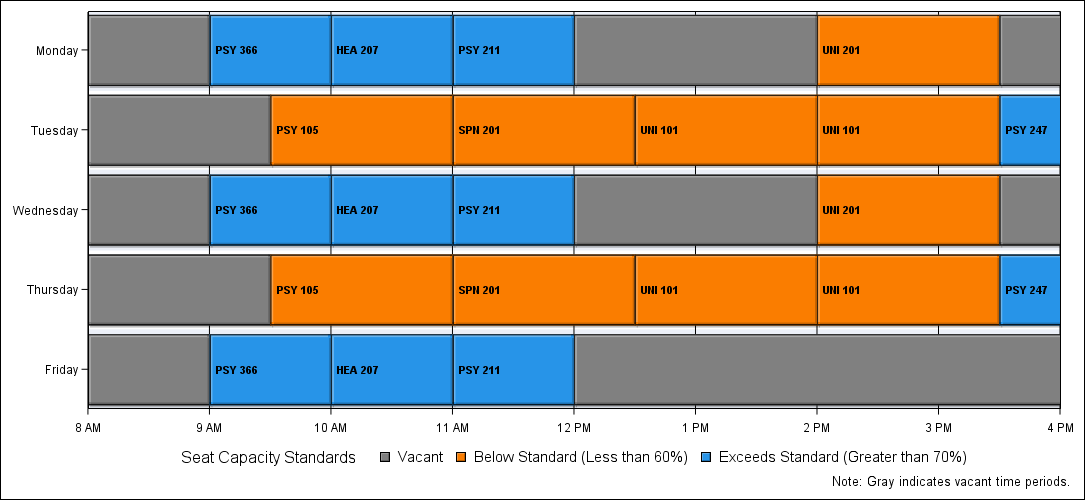 Monday PSY 366 HEA 207 PSY 211 UNI 201
Tuesday PSY 105 SPN 201 UNI 101 UNI 101 PSY 247
Wednesday PSY 366 HEA 207 PSY 211 UNI 201
Thursday PSY 105 SPN 201 UNI 101 UNI 101 PSY 247
Friday PSY 366 HEA 207 PSY 211
8 AM 9 AM 10 AM 11 AM 12 PM 1 PM 2 PM 3 PM 4 PM
Seat Capacity Standards Vacant Below Standard (Less than 60%) Exceeds Standard (Greater than 70%)
Note: Gray indicates vacant time periods.